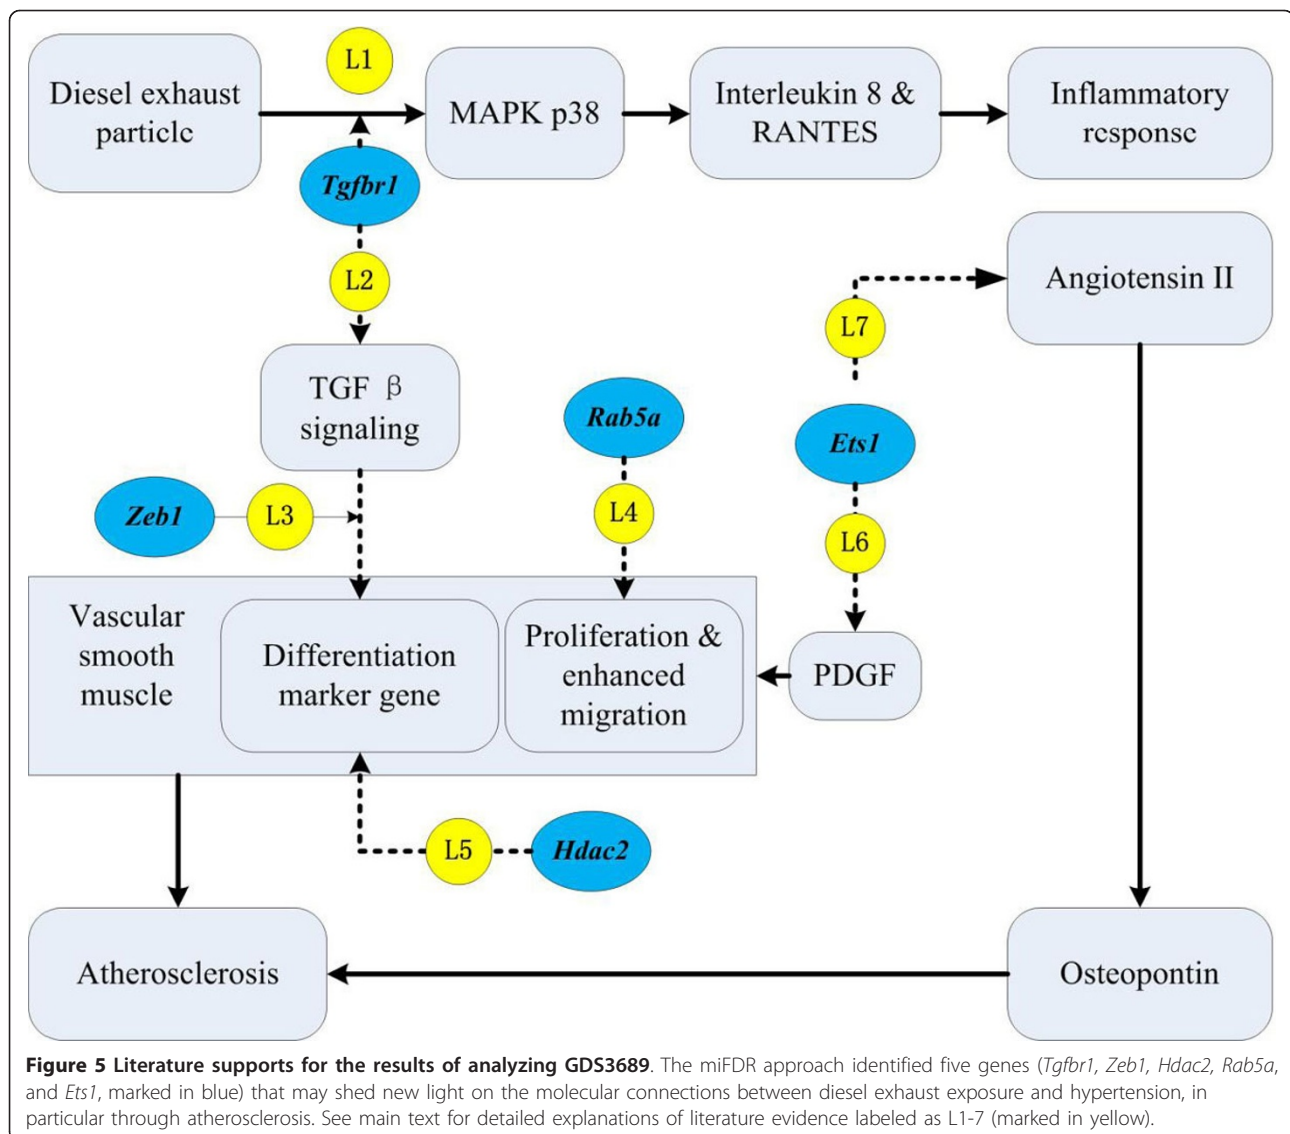 L1
Diesel exhaust
particle
MAPK p38
Interleukin 8 &
RANTES
Inflammatory
response
Tgfbr1
L2
Angiotensin II
L7
TGF β
signaling
Rab5a
Ets1
Zeb1
L3
L4
L6
Vascular
smooth
muscle
Differentiation
marker gene
Proliferation &
enhanced
migration
PDGF
L5
Hdac2
Atherosclerosis
Osteopontin
Figure 5 Literature supports for the results of analyzing GDS3689. The miFDR approach identified five genes (Tgfbr1, Zeb1, Hdac2, Rab5a,
and Ets1, marked in blue) that may shed new light on the molecular connections between diesel exhaust exposure and hypertension, in
particular through atherosclerosis. See main text for detailed explanations of literature evidence labeled as L1-7 (marked in yellow).